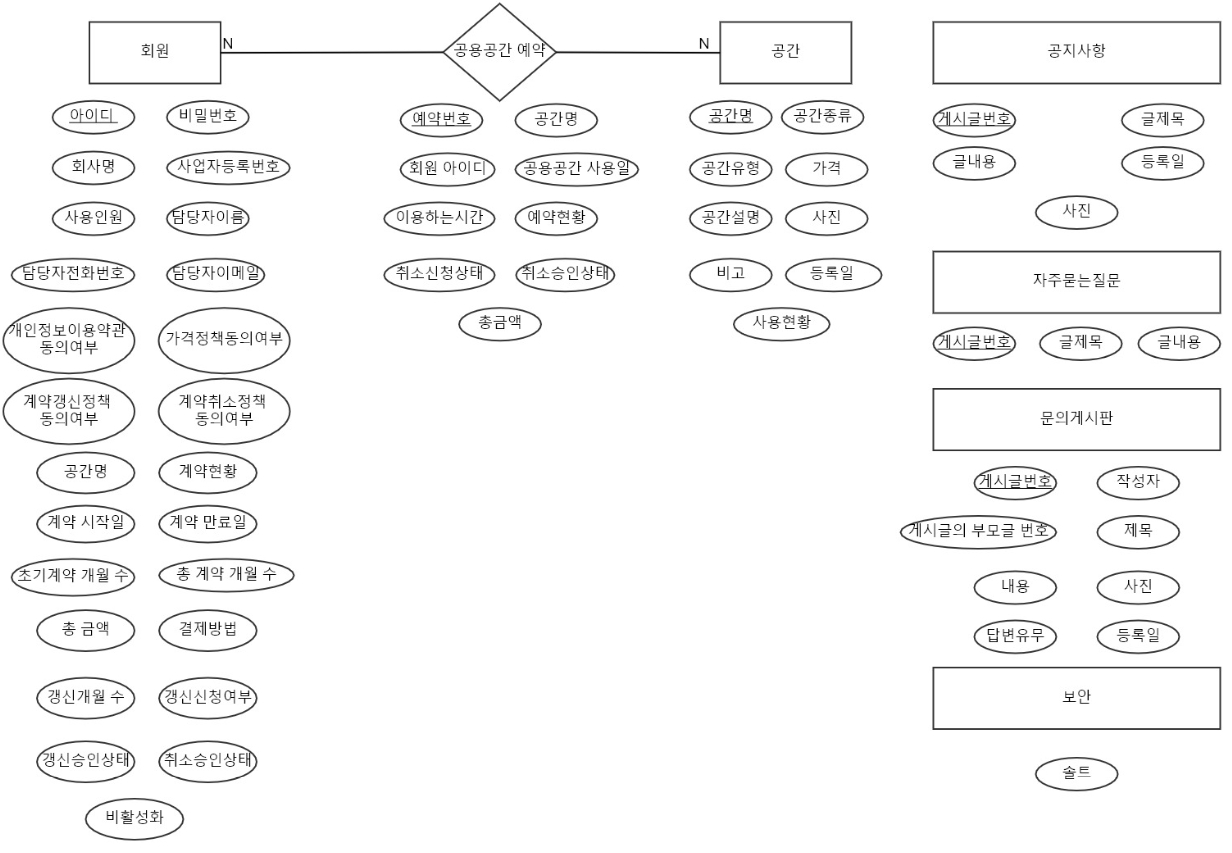 회원
N
공용공간 예약
N
공간
공지사항
아이디
비밀번호
회사명
사업자등록번호
사용인원
담당자이름
담당자전화번호
담당자이메일
개인정보이용약관
동의여부
가격정책동의여부
계약갱신정책
동의여부
계약취소정책
동의여부
공간명
계약현황
계약 시작일
계약 만료일
초기계약 개월 수
총 계약 개월 수
총 금액
결제방법
갱신개월 수
갱신신청여부
갱신승인상태
취소승인상태
비활성화
예약번호
공간명
회원 아이디
공용공간 사용일
이용하는시간
예약현황
취소신청상태
취소승인상태
총금액
공간명
공간종류
공간유형
가격
공간설명
사진
비고
등록일
사용현황
게시글번호
글제목
글내용
등록일
사진
자주묻는질문
게시글번호
글제목
글내용
문의게시판
게시글번호
작성자
게시글의 부모글 번호
제목
내용
사진
답변유무
등록일
보안
솔트